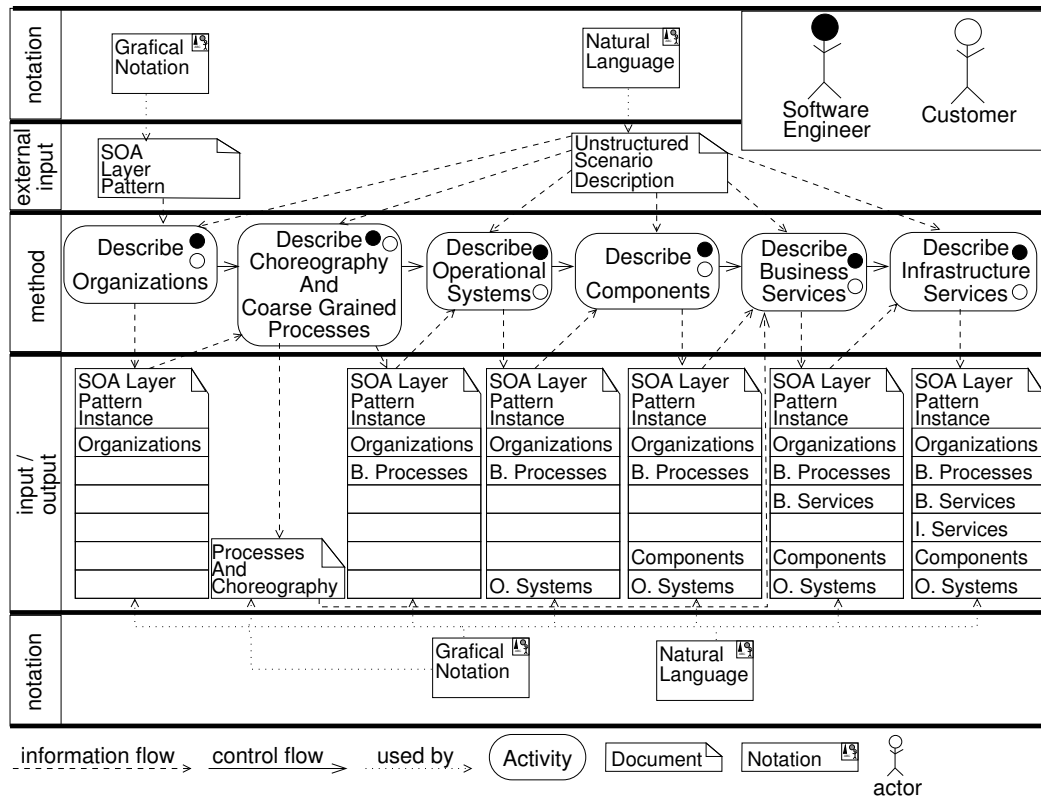 notation
Grafical
Notation
Natural
Language
Software
Engineer
Customer
external
input
SOA
Layer
Pattern
Unstructured
Scenario
Description
method
Describe
Organizations
Describe
Choreography
And
Coarse Grained
Processes
Describe
Operational
Systems
Describe
Components
Describe
Business
Services
Describe
Infrastructure
Services
input /
output
SOA Layer
Pattern
Instance
Organizations
Processes
And
Choreography
SOA Layer
Pattern
Instance
Organizations
B. Processes
SOA Layer
Pattern
Instance
Organizations
B. Processes
O. Systems
SOA Layer
Pattern
Instance
Organizations
B. Processes
Components
O. Systems
SOA Layer
Pattern
Instance
Organizations
B. Processes
B. Services
Components
O. Systems
SOA Layer
Pattern
Instance
Organizations
B. Processes
B. Services
I. Services
Components
O. Systems
notation
Grafical
Notation
Natural
Language
information flow
control flow
used by
Activity
Document
Notation
actor